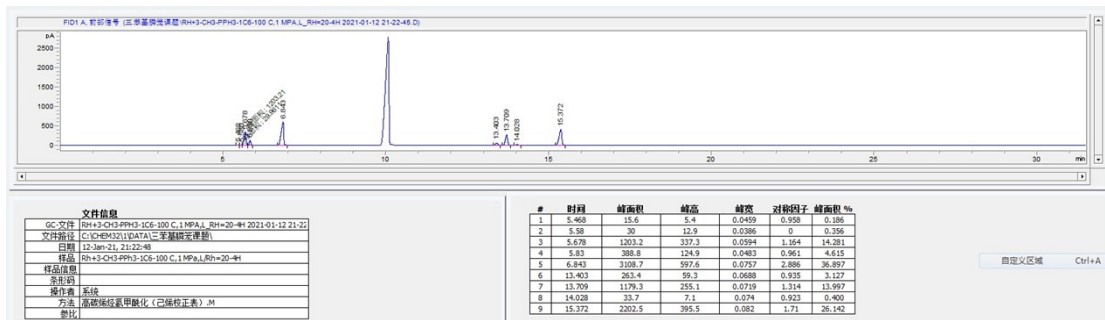 FID1 A, 前部信号 (三苯基膦笼课题\RH+3-CH3-PPH3-1C6-100 C,1 MPA,L_RH=20-4H 2021-01-12 21-22-48.D)
pA
2500
2000
1500
1000
500
0
6.843
13.403
13.709
14.028
15.372
5
10
15
20
25
30
min
文件信息
GC-文件 RH+3-CH3-PPH3-1C6-100 C,1 MPA,L_RH=20-4H 2021-01-12 21-22
文件路径 C:\CHEM32\1\DATA\三苯基膦笼课题\
日期 12-Jan-21, 21:22:48
样品 Rh+3-CH3-PPh3-1C6-100 C,1 MPa,L/Rh=20-4H
样品信息
条形码
操作者 系统
方法 高碳烯烃氢甲酰化（己烯校正表）.M
参比
# 时间 峰面积 峰高 峰宽 对称因子 峰面积 %
1 5.468 15.6 5.4 0.0459 0.958 0.186
2 5.58 30 12.9 0.0386 0 0.356
3 5.678 1203.2 337.3 0.0594 1.164 14.281
4 5.83 388.8 124.9 0.0483 0.961 4.615
5 6.843 3108.7 597.6 0.0757 2.886 36.897
6 13.403 263.4 59.3 0.0688 0.935 3.127
7 13.709 1179.3 255.1 0.0719 1.314 13.997
8 14.028 33.7 7.1 0.074 0.923 0.400
9 15.372 2202.5 395.5 0.082 1.71 26.142
自定义区域 Ctrl+A